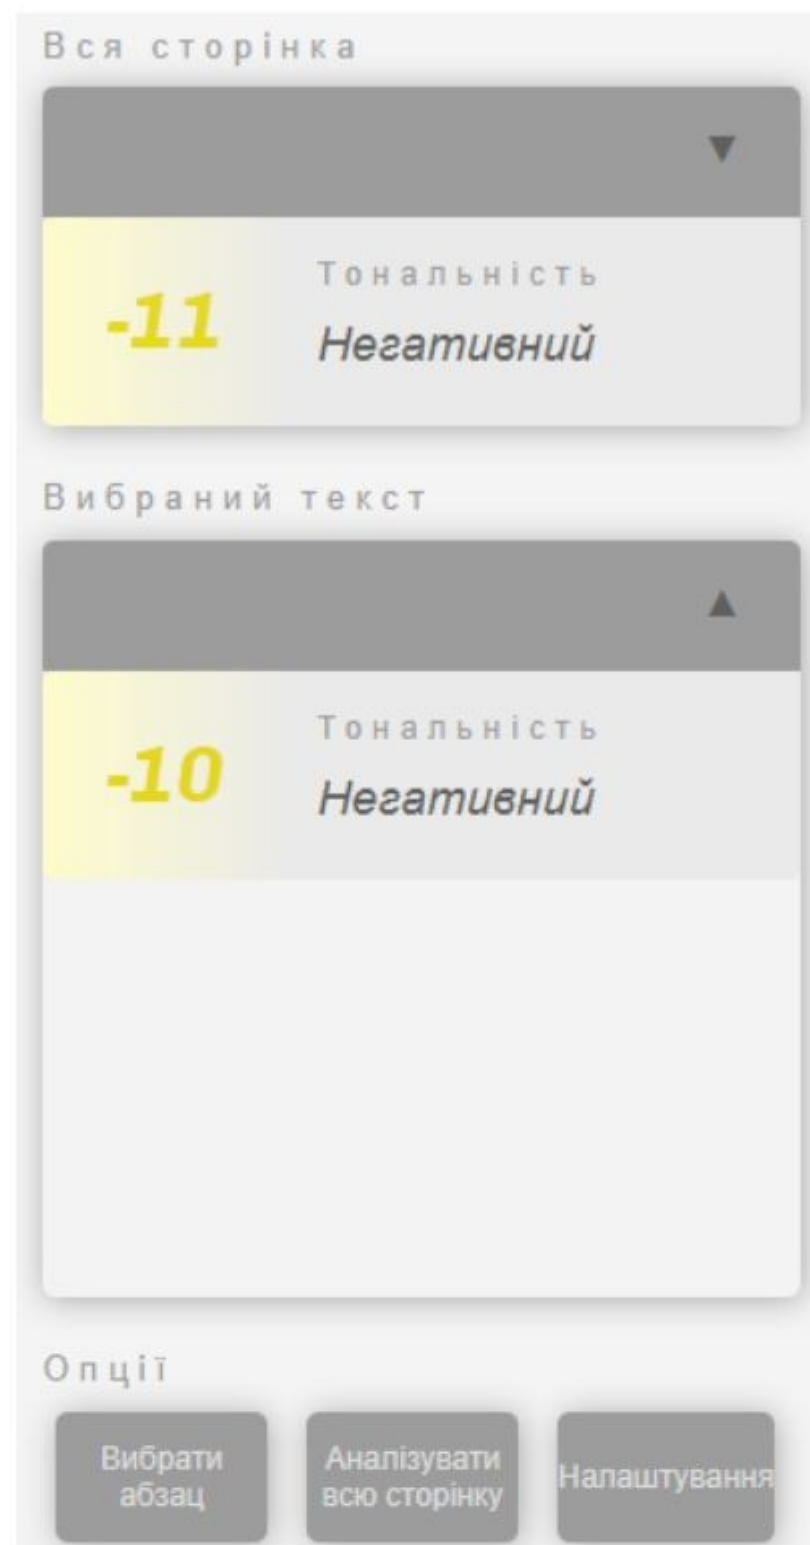 Вся сторінка
▼
-11
Тональність
Негативний
Вибраний текст
▲
-10
Тональність
Негативний
Опції
Вибрати
абзац
Аналізувати
всю сторінку
Налаштування